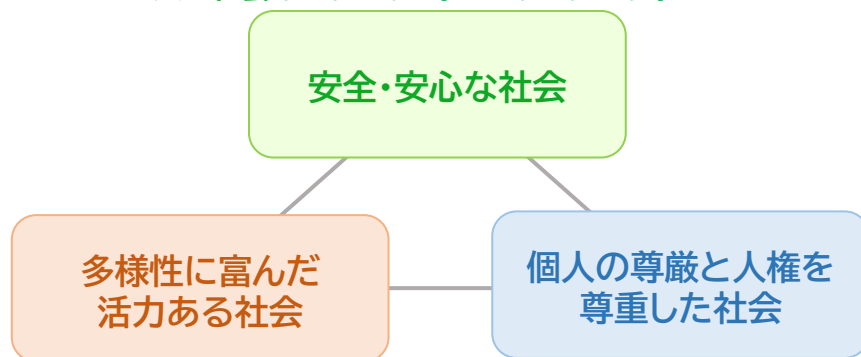 安全・安心な社会
多様性に富んだ
活力ある社会
個人の尊厳と人権を
尊重した社会